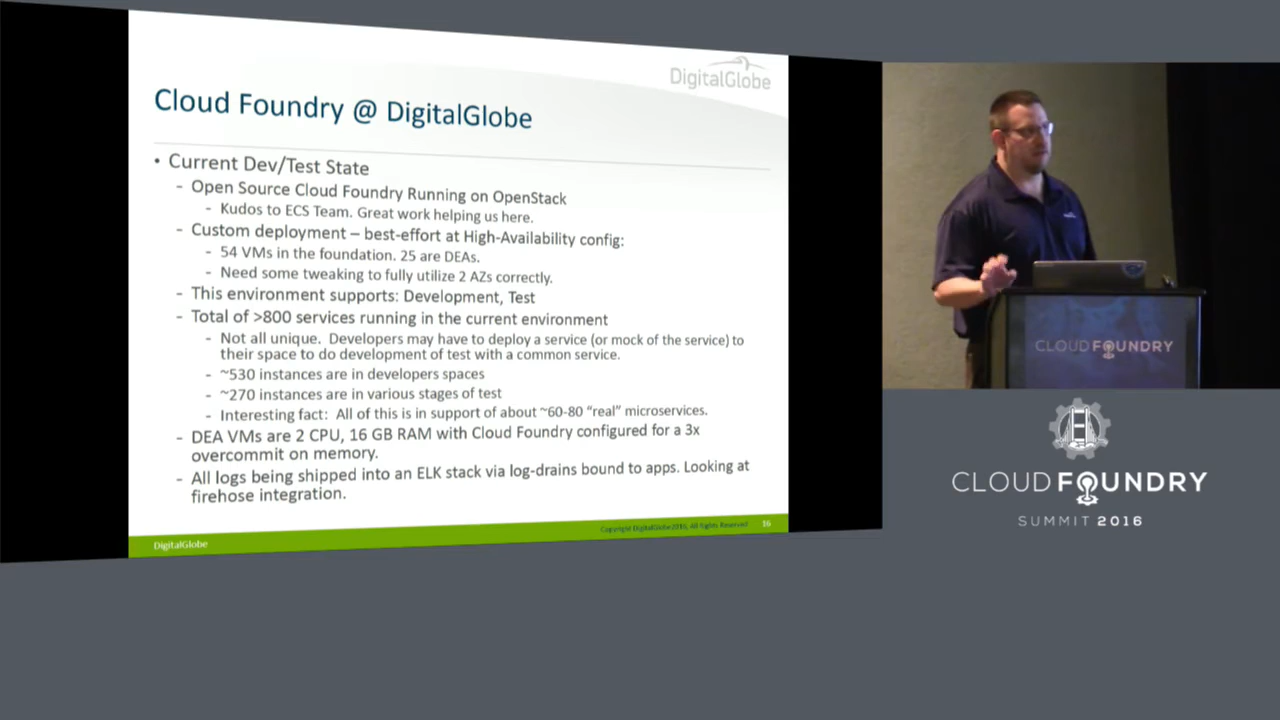 DigitalGlobe
Cloud Foundry @ DigitalGlobe
• Current Dev/Test State
- Open Source Cloud Foundry Running on OpenStack
- Kudos to ECS Team. Great work helping us here.
- Custom deployment – best-effort at High-Availability config:
- 54 VMs in the foundation. 25 are DEAs.
- Need some tweaking to fully utilize 2 AZs correctly.
- This environment supports: Development, Test
- Total of >800 services running in the current environment
- Not all unique. Developers may have to deploy a service (or mock of the service) to
their space to do development of test with a common service.
- ~530 instances are in developers spaces
- ~270 instances are in various stages of test
- Interesting fact: All of this is in support of about ~60-80 "real" microservices.
- DEA VMs are 2 CPU, 16 GB RAM with Cloud Foundry configured for a 3x
overcommit on memory.
- All logs being shipped into an ELK stack via log-drains bound to apps. Looking at
firehose integration.
DigitalGlobe
Copyright DigitalGlobe 2016, All Rights Reserved
16
CLOUD FOUNDRY
CLOUD FOUNDRY
SUMMIT 2016